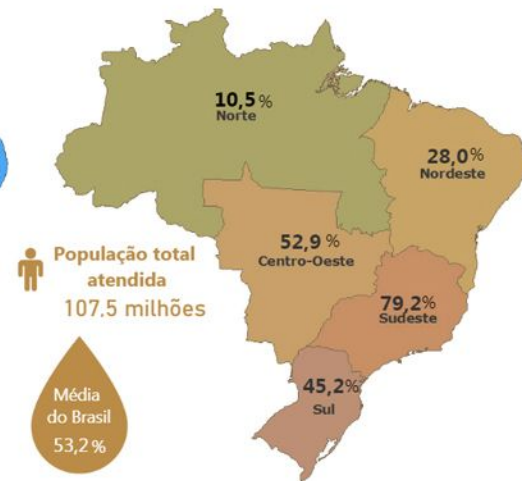 10,5%
Norte
28,0%
Nordeste
52,9 %
Centro-Oeste
População total
atendida
107,5 milhões
79,2%
Sudeste
45,2%
Sul
Média
do Brasil
53,2 %